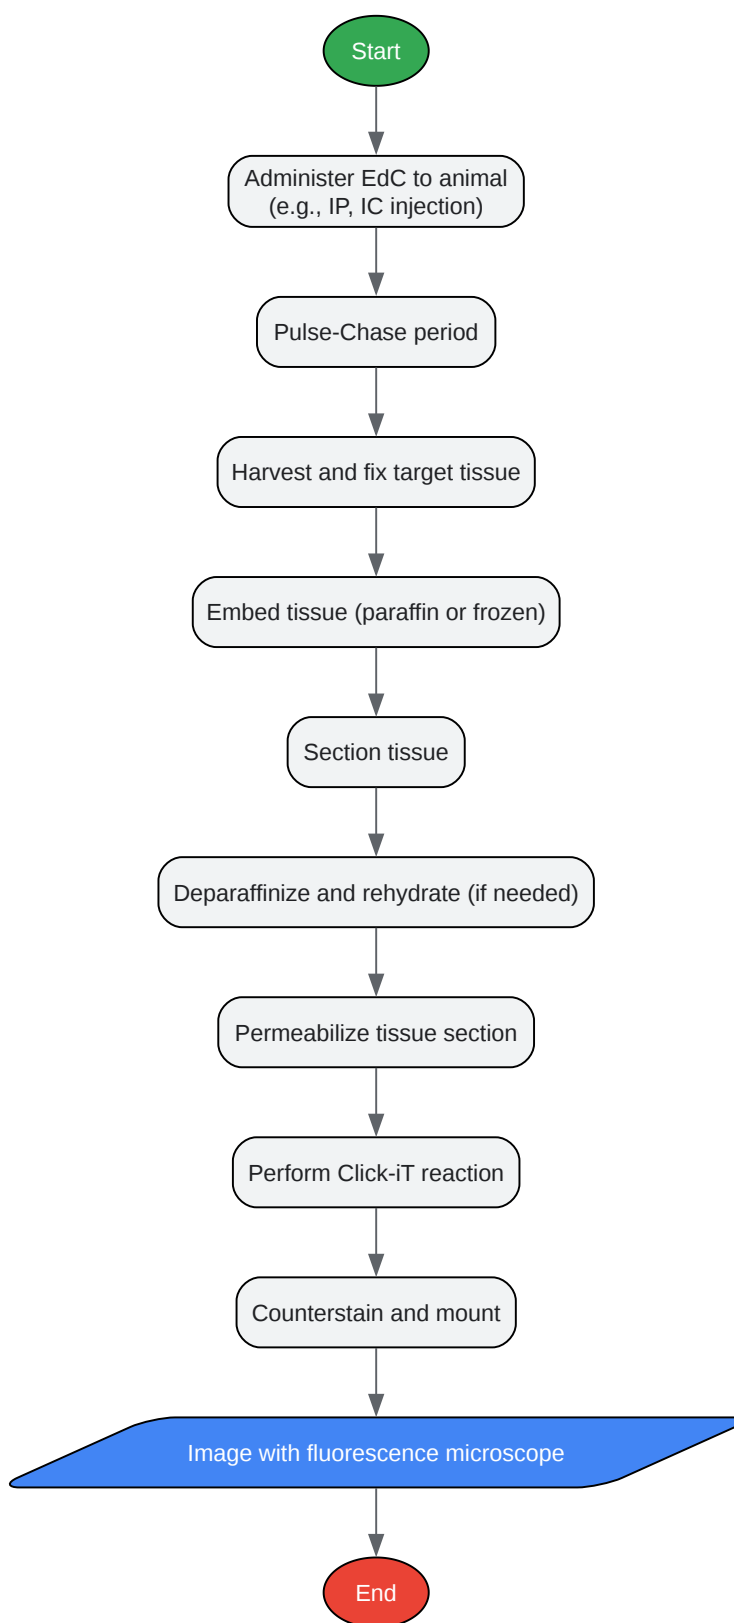 Start
Administer EdC to animal
(e.g., IP, IC injection)
Pulse-Chase period
Harvest and fix target tissue
Embed tissue (paraffin or frozen)
Section tissue
Deparaffinize and rehydrate (if needed)
Permeabilize tissue section
Perform Click-iT reaction
Counterstain and mount
Image with fluorescence microscope
End